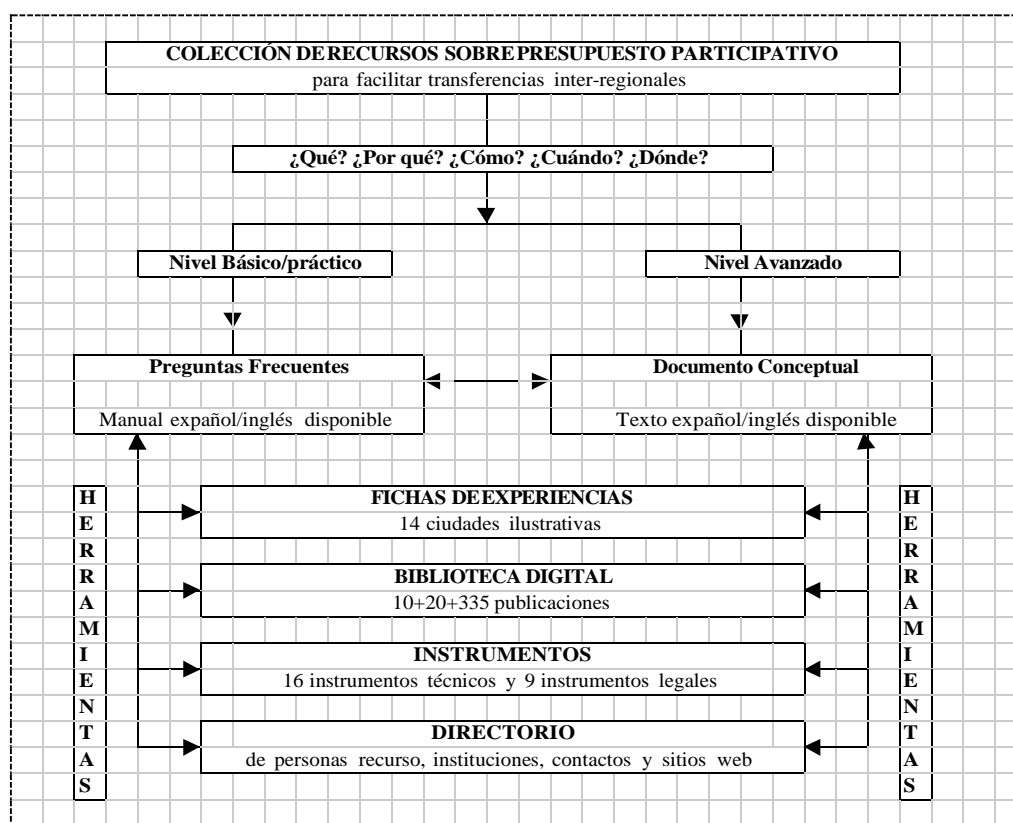 COLECCIÓN DE RECURSOS SOBRE PRESUPUESTO PARTICIPATIVO
para facilitar transferencias inter-regionales
¿Qué? ¿Por qué? ¿Cómo? ¿Cuándo? ¿Dónde?
Nivel Básico/práctico
Nivel Avanzado
Preguntas Frecuentes
Manual español/inglés disponible
Documento Conceptual
Texto español/inglés disponible
HERRAMIENTAS
FICHAS DE EXPERIENCIAS
14 ciudades ilustrativas
BIBLIOTECA DIGITAL
10+20+335 publicaciones
INSTRUMENTOS
16 instrumentos técnicos y 9 instrumentos legales
DIRECTORIO
de personas recurso, instituciones, contactos y sitios web
HERRAMIENTAS